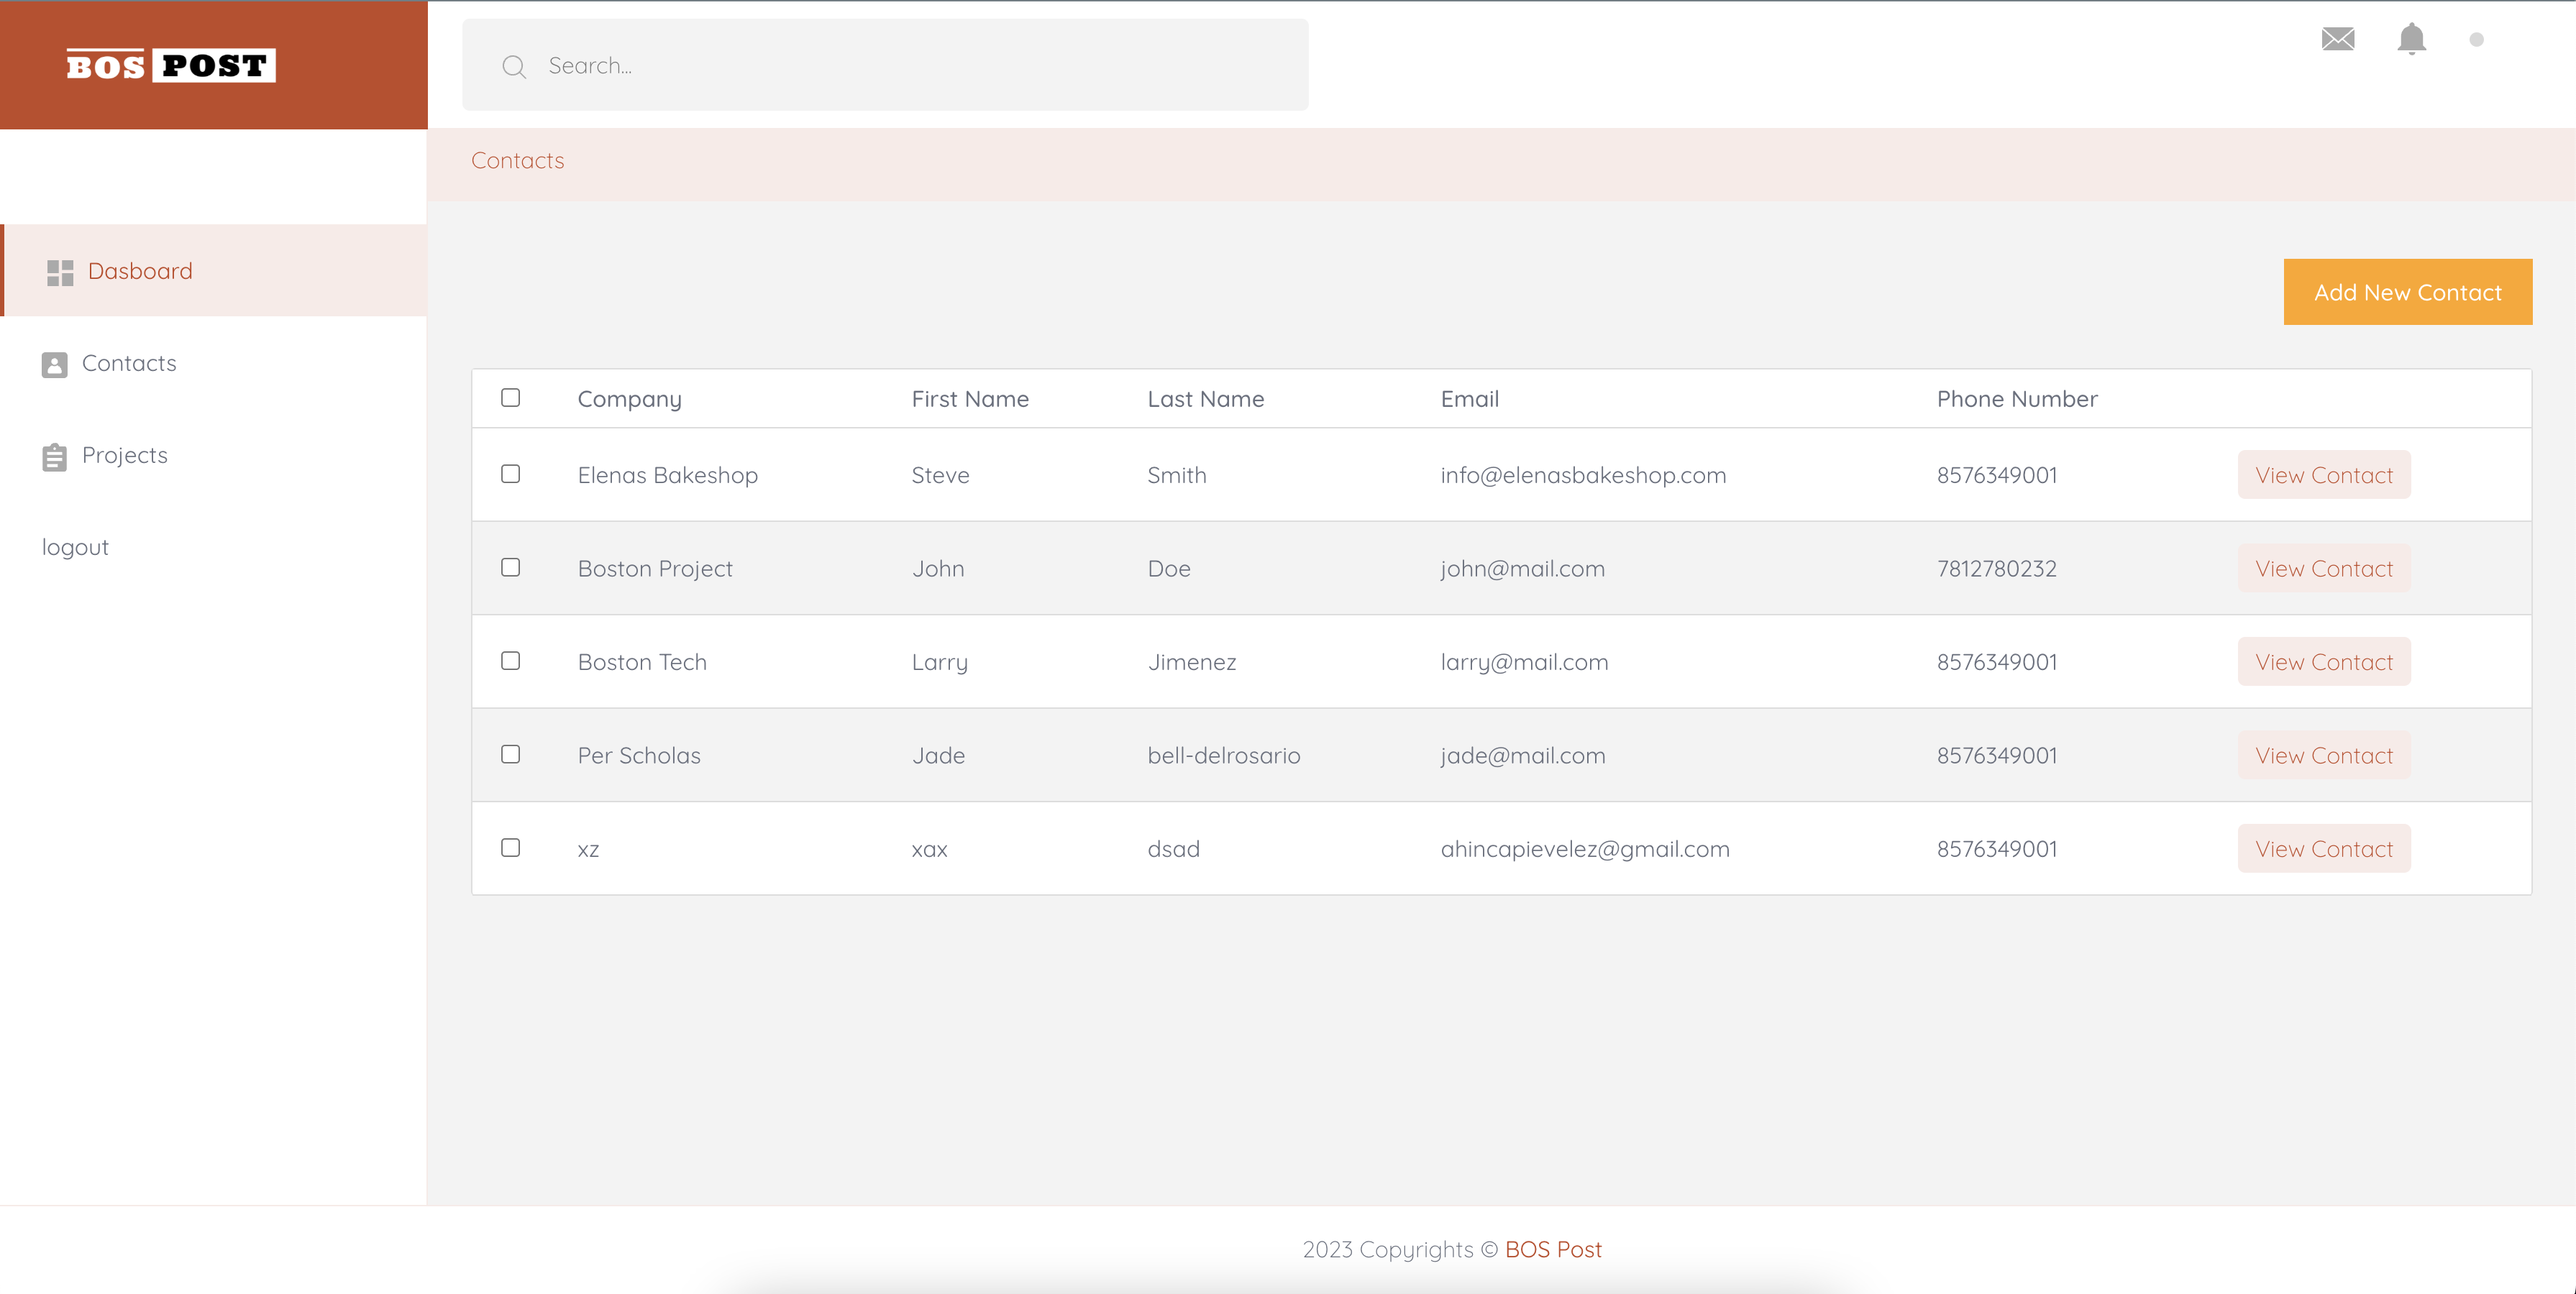 BOS POST
Search...
Contacts
Dasboard
Contacts
Projects
logout
Add New Contact
Company First Name Last Name Email Phone Number
Elenas Bakeshop Steve Smith info@elenasbakeshop.com 8576349001 View Contact
Boston Project John Doe john@mail.com 7812780232 View Contact
Boston Tech Larry Jimenez larry@mail.com 8576349001 View Contact
Per Scholas Jade bell-delrosario jade@mail.com 8576349001 View Contact
xz xax dsad ahincapievelez@gmail.com 8576349001 View Contact
2023 Copyrights © BOS Post